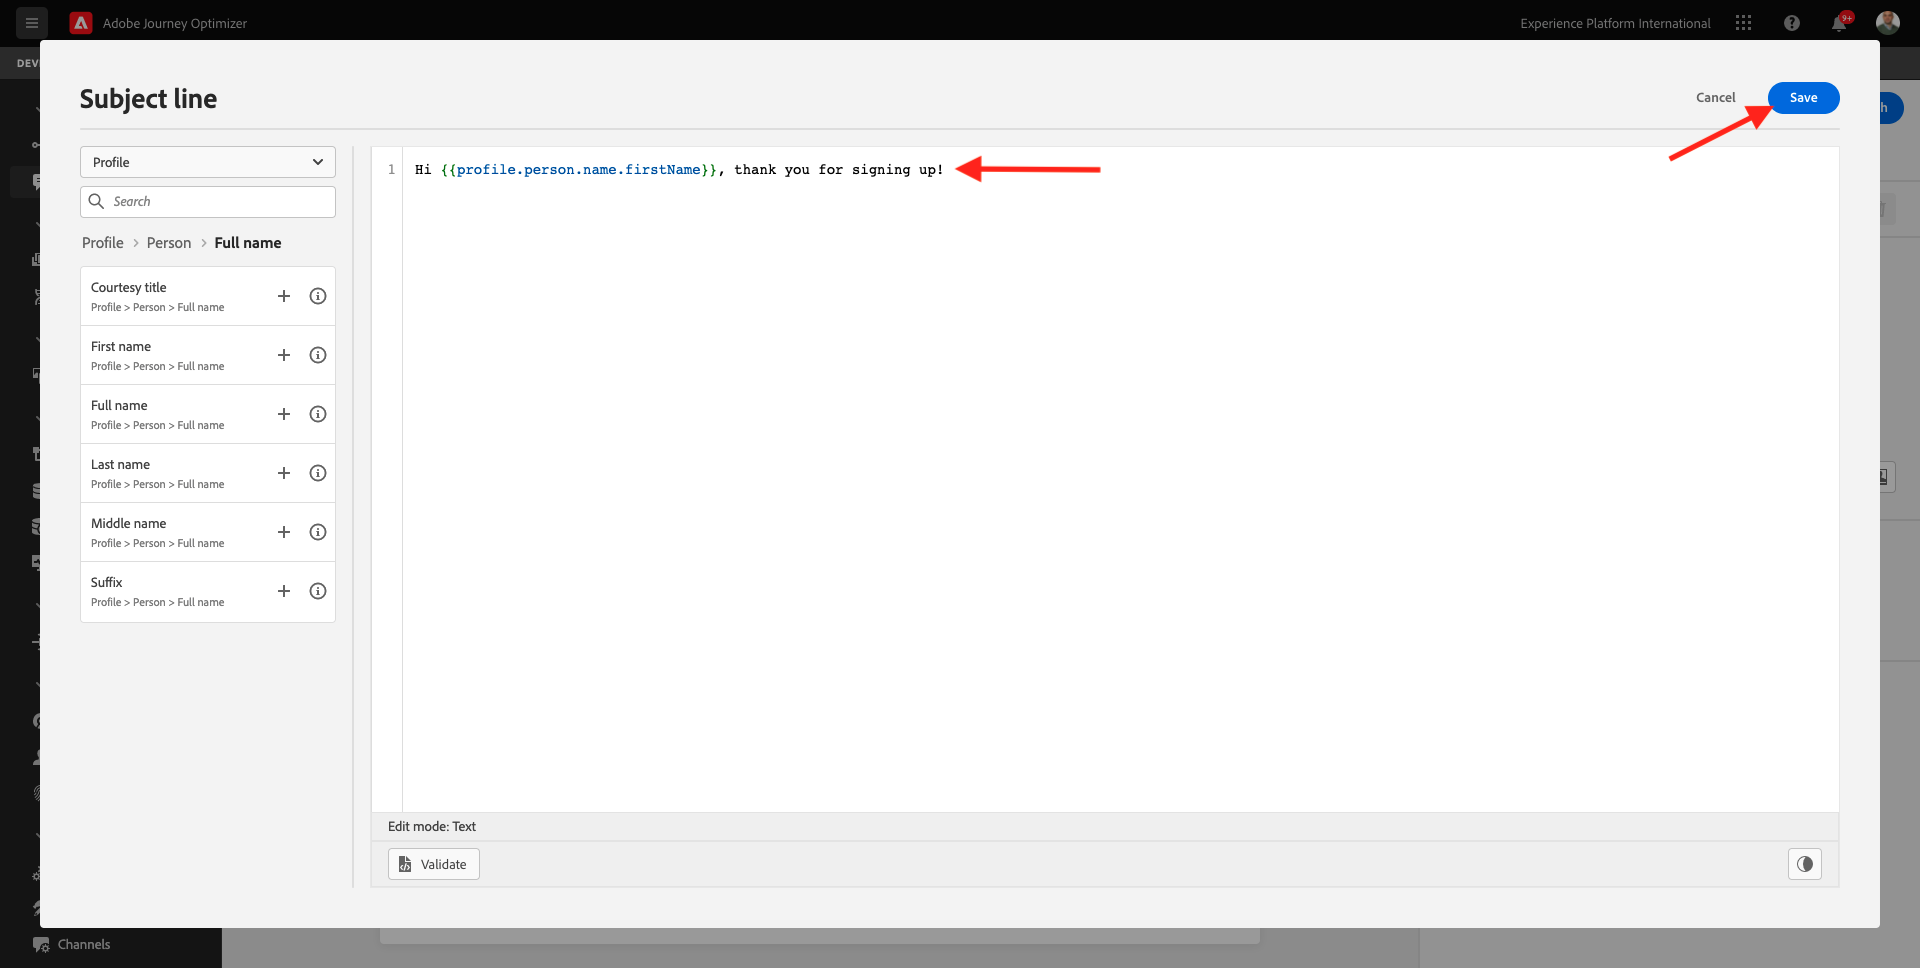 Adobe Journey Optimizer
Experience Platform International
9+
DEV
Subject line
Cancel
Save
h
Profile
Search
Profile > Person > Full name
1
Hi {{profile.person.name.firstName}}, thank you for signing up!
Courtesy title
Profile > Person > Full name
First name
Profile > Person > Full name
Full name
Profile > Person > Full name
Last name
Profile > Person > Full name
Middle name
Profile > Person > Full name
Suffix
Profile > Person > Full name
Edit mode: Text
Validate
Channels